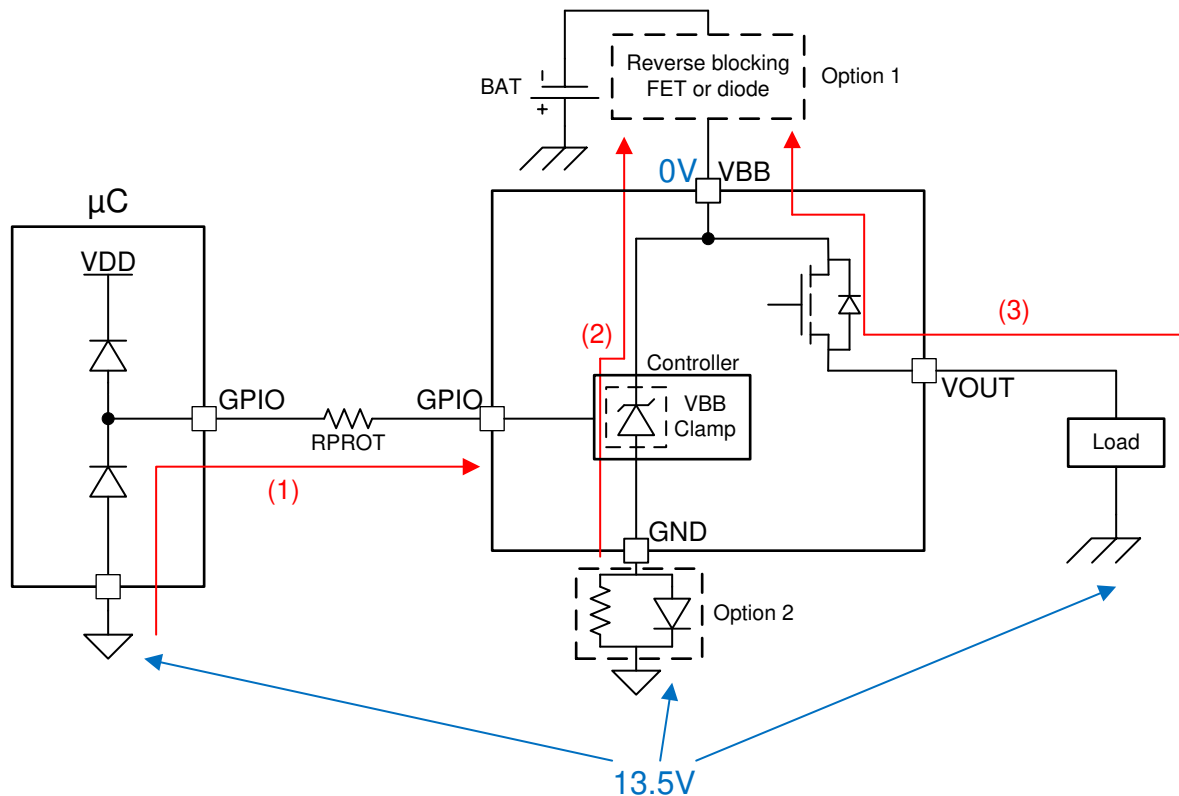 Reverse blocking
FET or diode
Option 1
BAT
-
+
0V
VBB
µC
VDD
(2)
(3)
Controller
VOUT
GPIO
GPIO
VBB
Clamp
RPROT
Load
(1)
GND
Option 2
13.5V